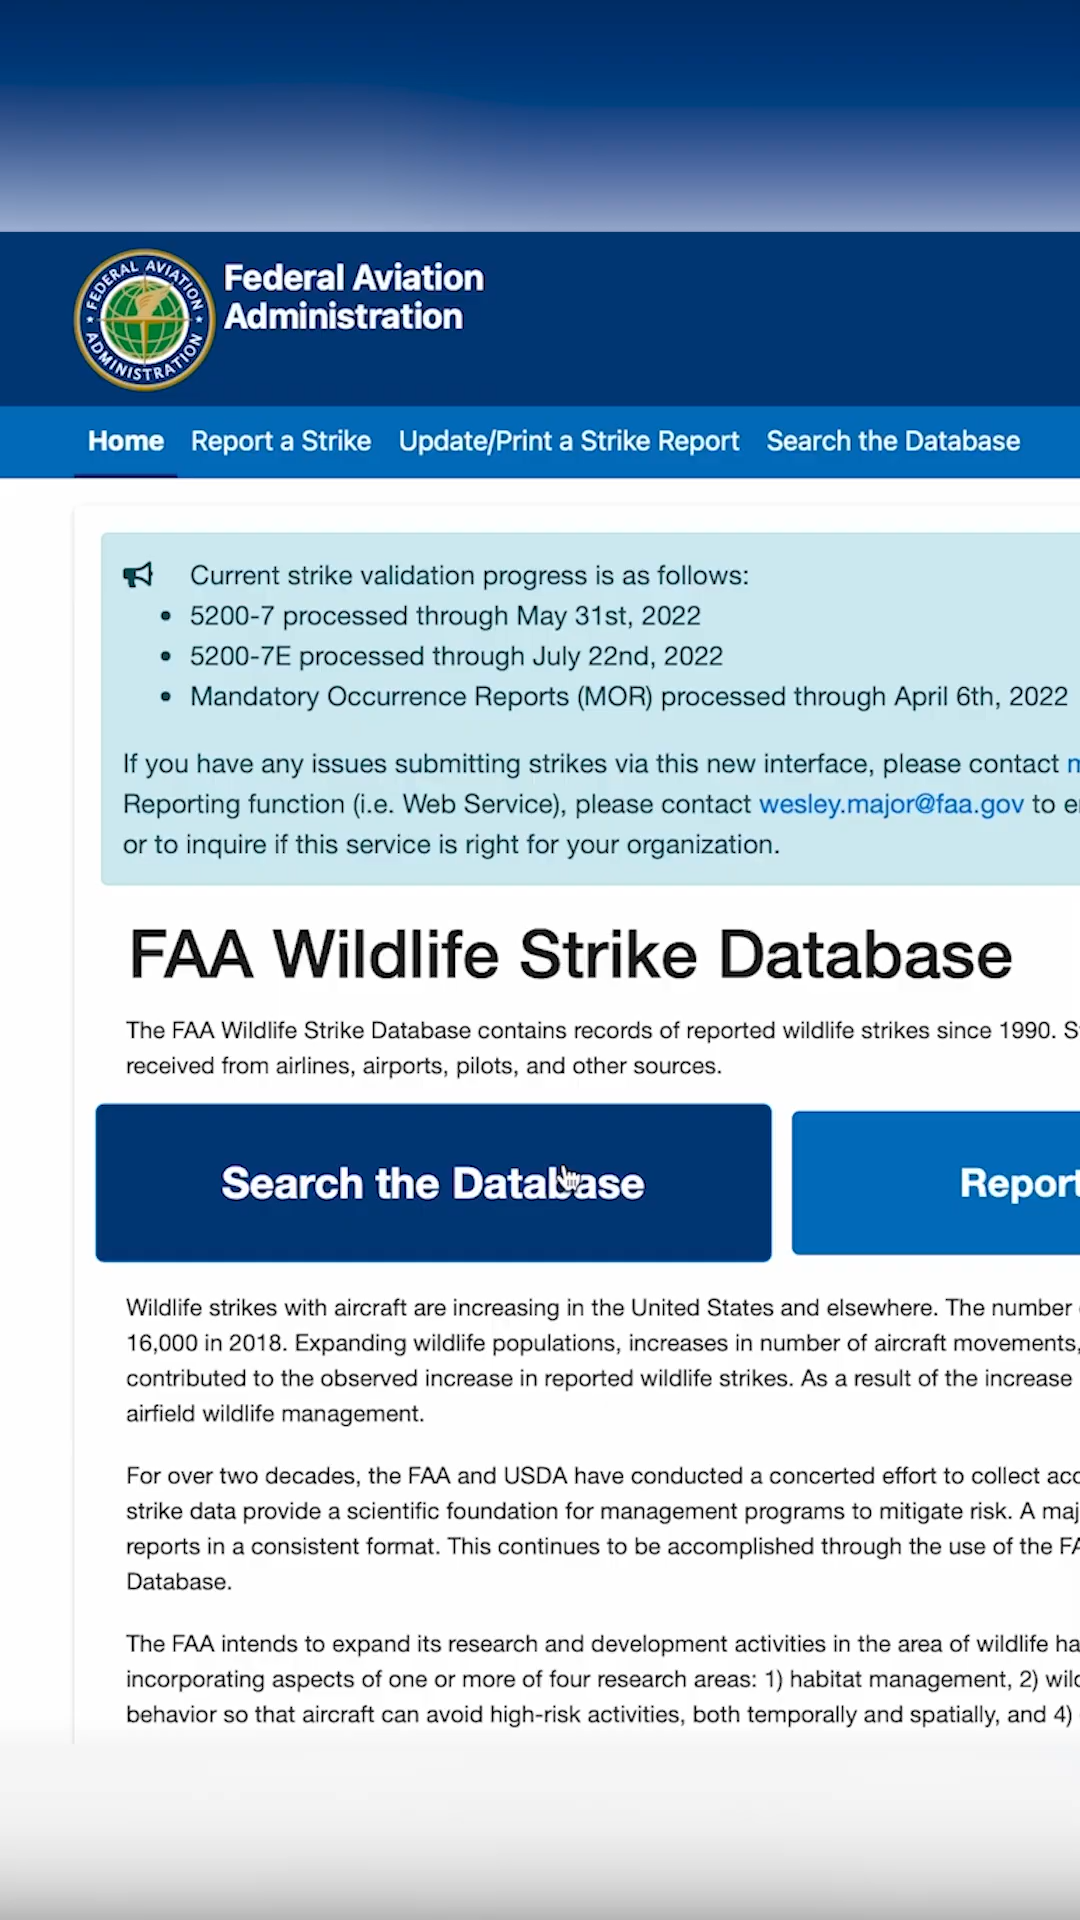 FEDERAL AVIATION
ADMINISTRATION
Federal Aviation
Administration
Home Report a Strike Update/Print a Strike Report Search the Database
Current strike validation progress is as follows:
• 5200-7 processed through May 31st, 2022
• 5200-7E processed through July 22nd, 2022
• Mandatory Occurrence Reports (MOR) processed through April 6th, 2022
If you have any issues submitting strikes via this new interface, please contact
Reporting function (i.e. Web Service), please contact wesley.major@faa.gov to
or to inquire if this service is right for your organization.
FAA Wildlife Strike Database
The FAA Wildlife Strike Database contains records of reported wildlife strikes since 1990.
received from airlines, airports, pilots, and other sources.
Search the Database Report
Wildlife strikes with aircraft are increasing in the United States and elsewhere. The number
16,000 in 2018. Expanding wildlife populations, increases in number of aircraft movements,
contributed to the observed increase in reported wildlife strikes. As a result of the increase
airfield wildlife management.
For over two decades, the FAA and USDA have conducted a concerted effort to collect
strike data provide a scientific foundation for management programs to mitigate risk. A
reports in a consistent format. This continues to be accomplished through the use of the
Database.
The FAA intends to expand its research and development activities in the area of wildlife
incorporating aspects of one or more of four research areas: 1) habitat management, 2)
behavior so that aircraft can avoid high-risk activities, both temporally and spatially, and 4)